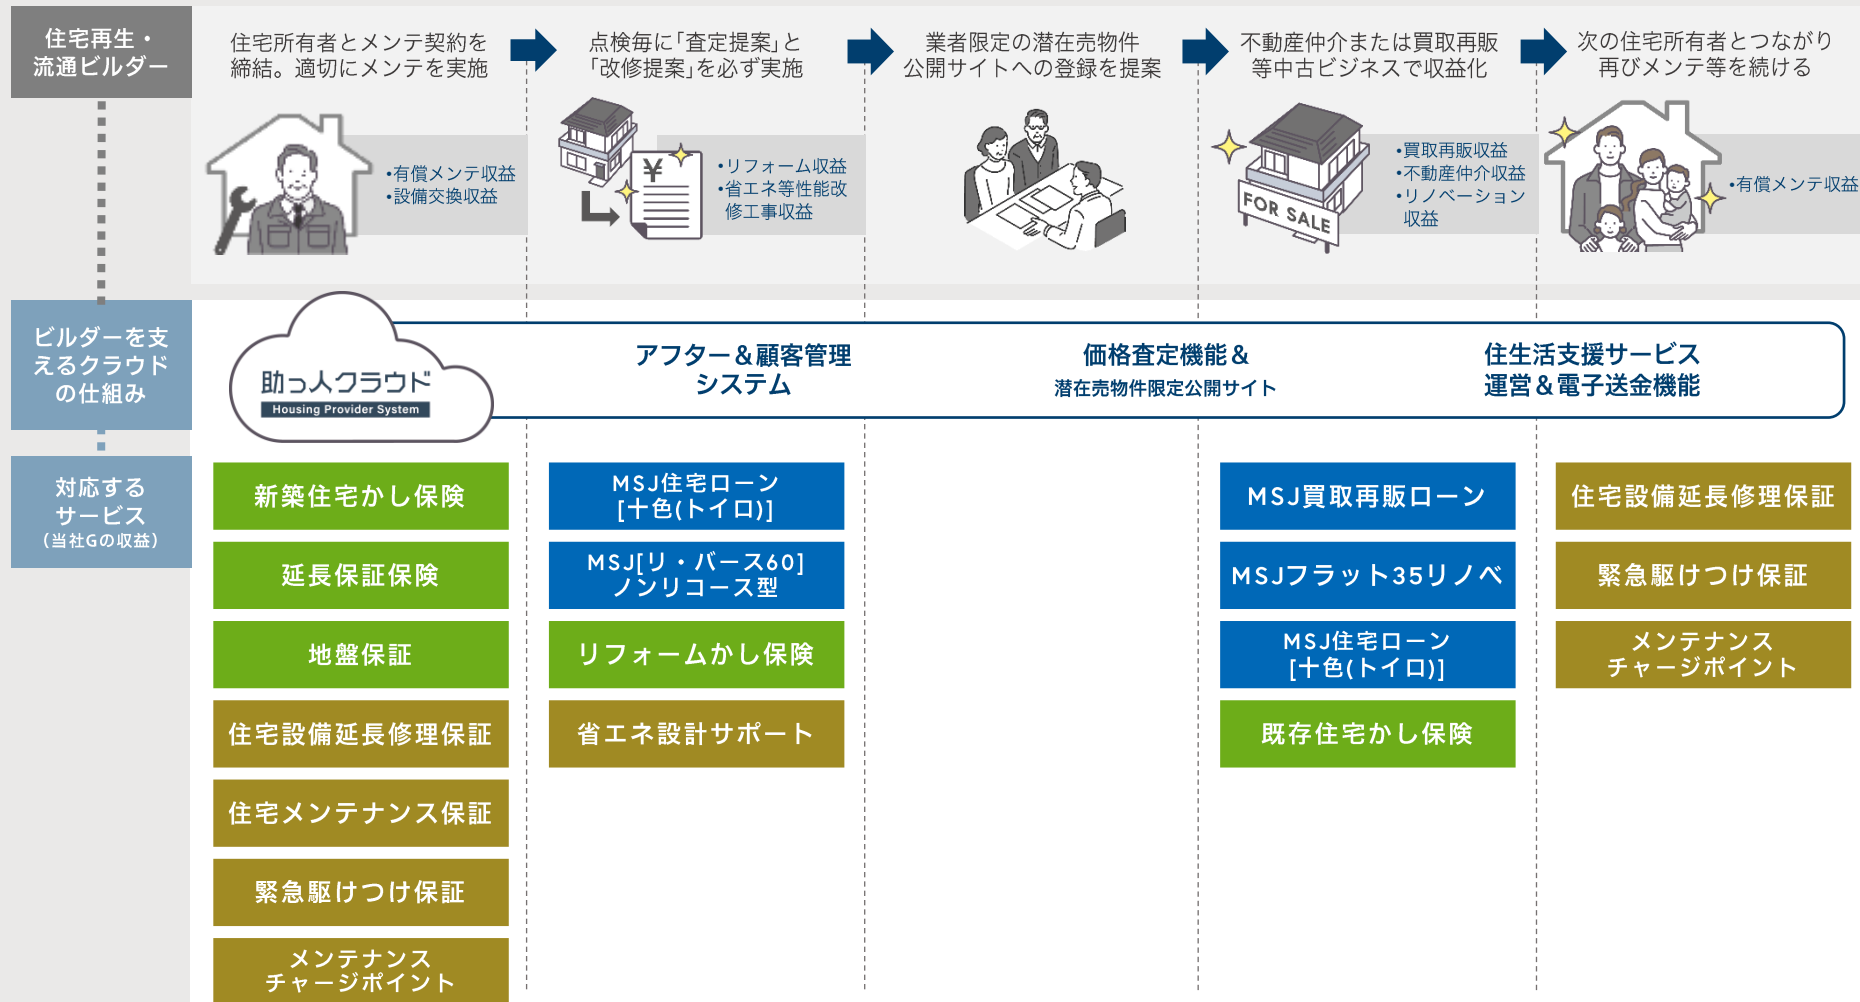 住宅再生・
流通ビルダー
住宅所有者とメンテ契約を
締結。適切にメンテを実施
点検毎に「査定提案」と
「改修提案」を必ず実施
業者限定の潜在売物件
公開サイトへの登録を提案
不動産仲介または買取再販
等中古ビジネスで収益化
次の住宅所有者とつながり
再びメンテ等を続ける
•有償メンテ収益
•設備交換収益
¥
•リフォーム収益
•省エネ等性能改
修工事収益
FOR SALE
•買取再販収益
•不動産仲介収益
•リノベーション
収益
•有償メンテ収益
ビルダーを支
えるクラウド
の仕組み
助っ人クラウド
Housing Provider System
アフター＆顧客管理
システム
価格査定機能＆
潜在売物件限定公開サイト
住生活支援サービス
運営＆電子送金機能
対応する
サービス
（当社Gの収益）
新築住宅かし保険
延長保証保険
地盤保証
住宅設備延長修理保証
住宅メンテナンス保証
緊急駆けつけ保証
メンテナンス
チャージポイント
MSJ住宅ローン
[十色(トイロ)]
MSJ[リ・バース60]
ノンリコース型
リフォームかし保険
省エネ設計サポート
MSJ買取再販ローン
MSJフラット35リノベ
MSJ住宅ローン
[十色(トイロ)]
既存住宅かし保険
住宅設備延長修理保証
緊急駆けつけ保証
メンテナンス
チャージポイント